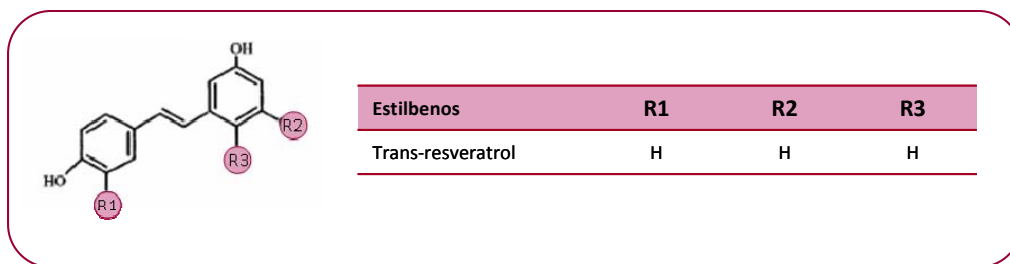 OH
R2
R3
HO
R1
Estilbenos R1 R2 R3
Trans-resveratrol H H H